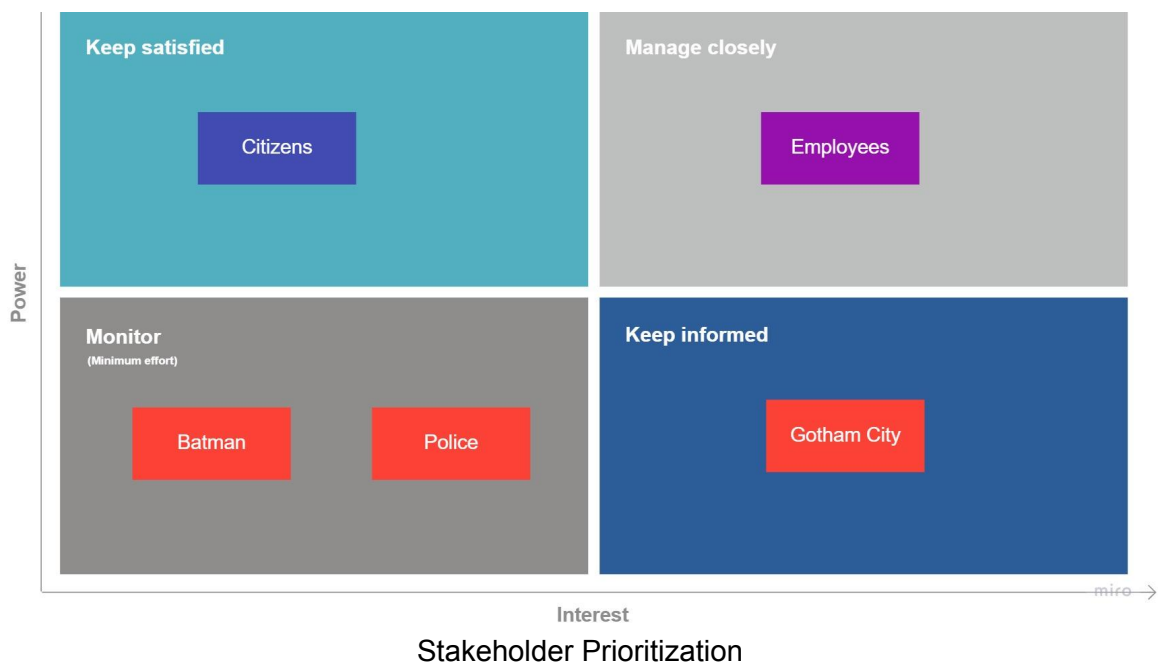 Keep satisfied
Manage closely
Citizens
Employees
Power
Monitor
(Minimum effort)
Keep informed
Batman
Police
Gotham City
miro
Interest
Stakeholder Prioritization